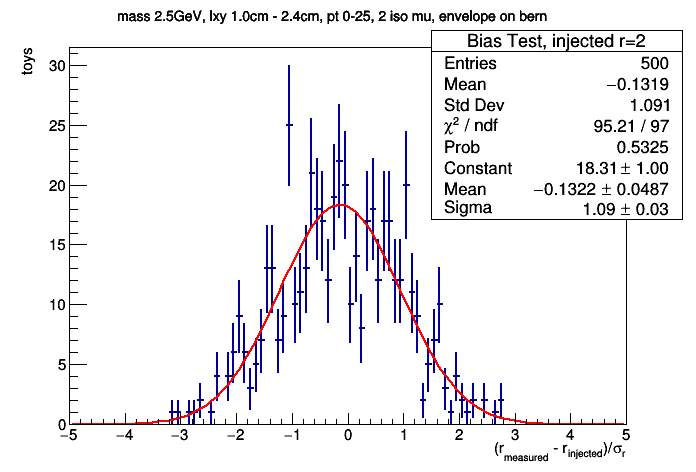 mass 2.5GeV, lxy 1.0cm - 2.4cm, pt 0-25, 2 iso mu, envelope on bern
Bias Test, injected r=2
Entries 500
Mean −0.1319
Std Dev 1.091
χ² / ndf 95.21 / 97
Prob 0.5325
Constant 18.31 ± 1.00
Mean −0.1322 ± 0.0487
Sigma 1.09 ± 0.03
toys
30
25
20
15
10
5
0
−5 −4 −3 −2 −1 0 1 2 3 4 5
(r_measured - r_injected)/σ_r